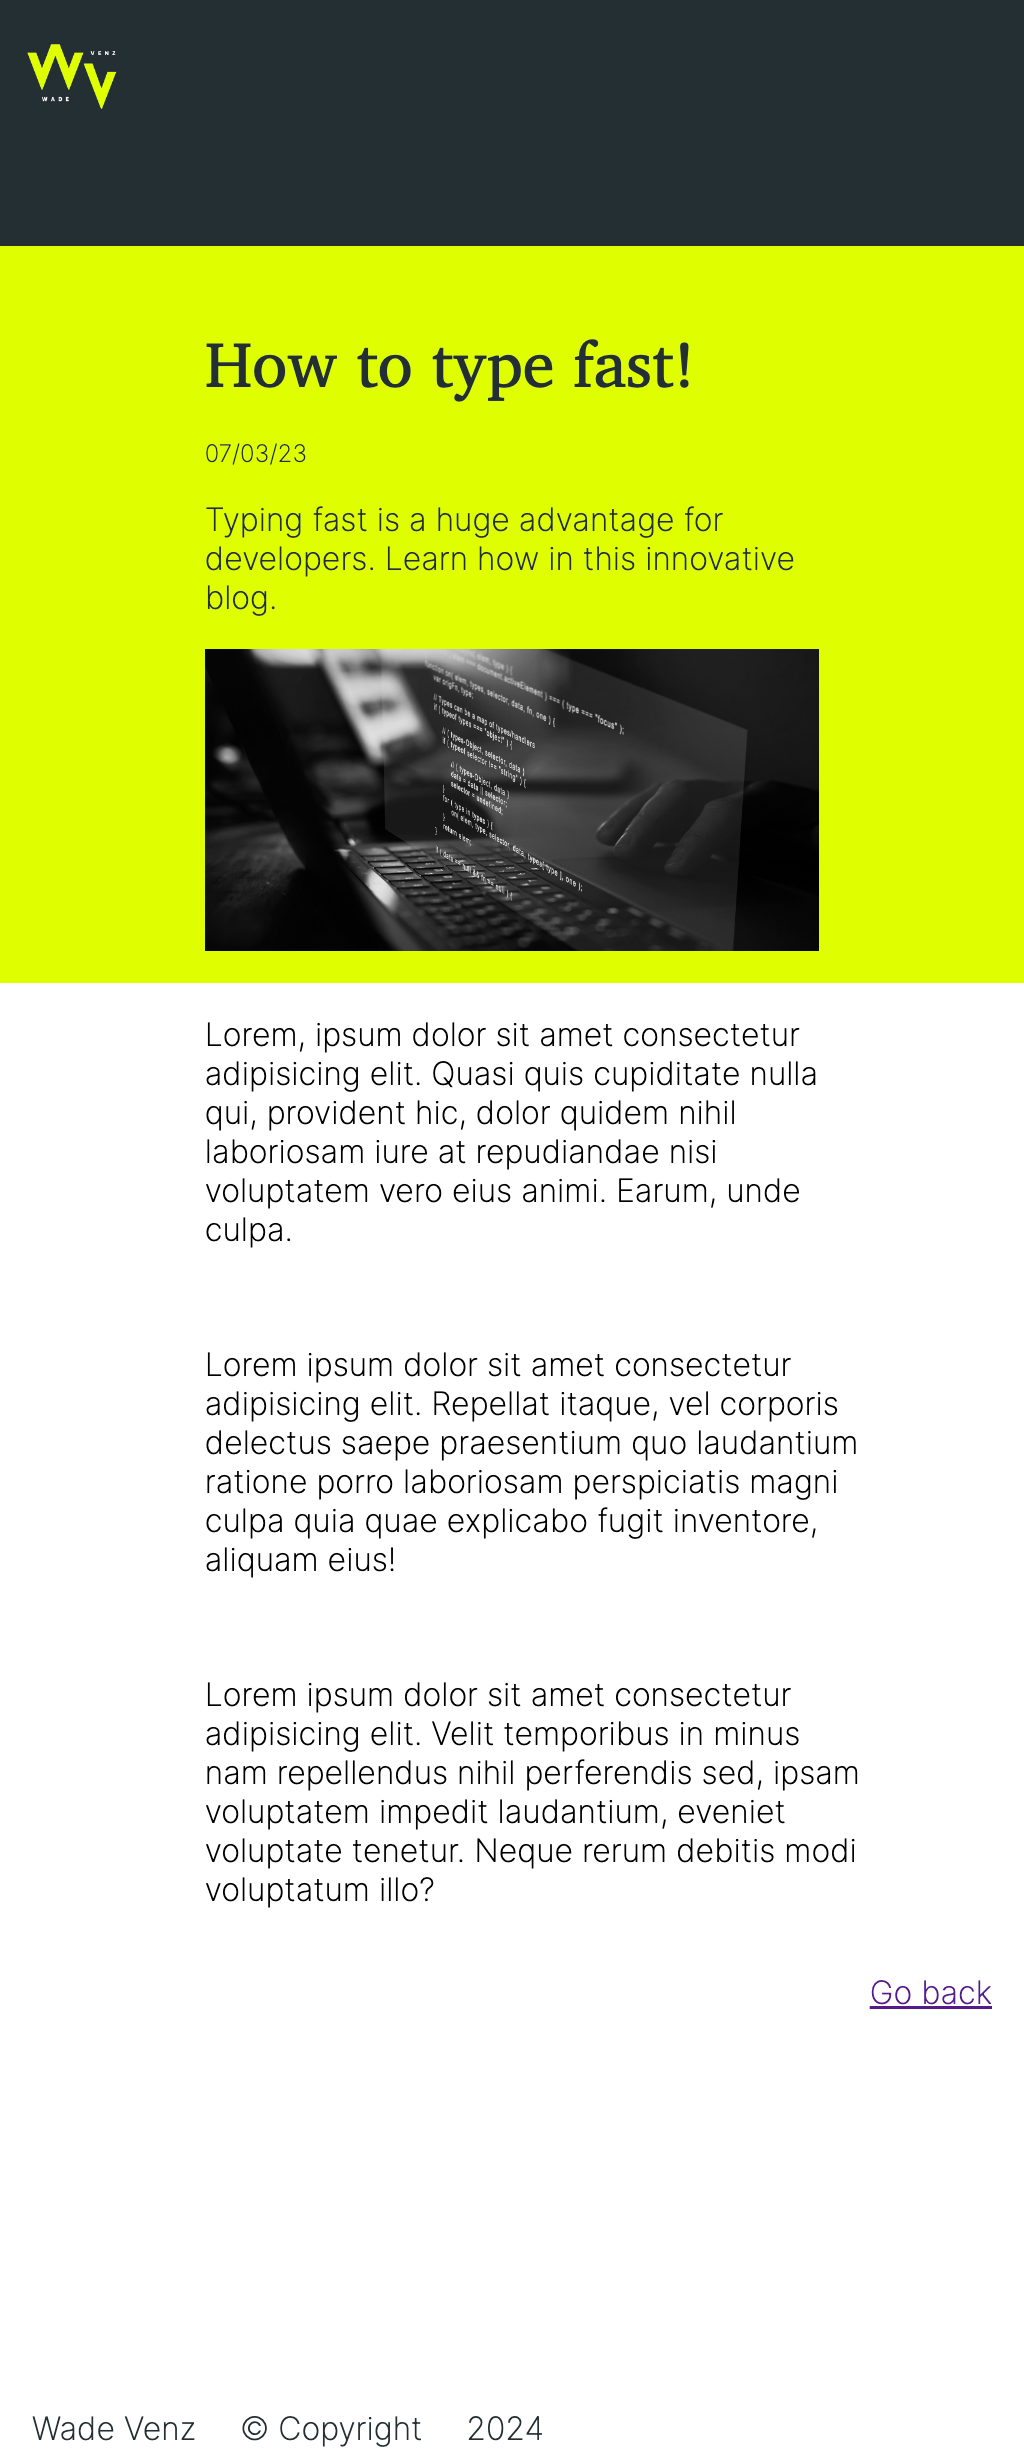 VENZ
WADE
How to type fast!
07/03/23
Typing fast is a huge advantage for
developers. Learn how in this innovative
blog.
Lorem, ipsum dolor sit amet consectetur
adipisicing elit. Quasi quis cupiditate nulla
qui, provident hic, dolor quidem nihil
laboriosam iure at repudiandae nisi
voluptatem vero eius animi. Earum, unde
culpa.
Lorem ipsum dolor sit amet consectetur
adipisicing elit. Repellat itaque, vel corporis
delectus saepe praesentium quo laudantium
ratione porro laboriosam perspiciatis magni
culpa quia quae explicabo fugit inventore,
aliquam eius!
Lorem ipsum dolor sit amet consectetur
adipisicing elit. Velit temporibus in minus
nam repellendus nihil perferendis sed, ipsam
voluptatem impedit laudantium, eveniet
voluptate tenetur. Neque rerum debitis modi
voluptatum illo?
Go back
Wade Venz © Copyright 2024